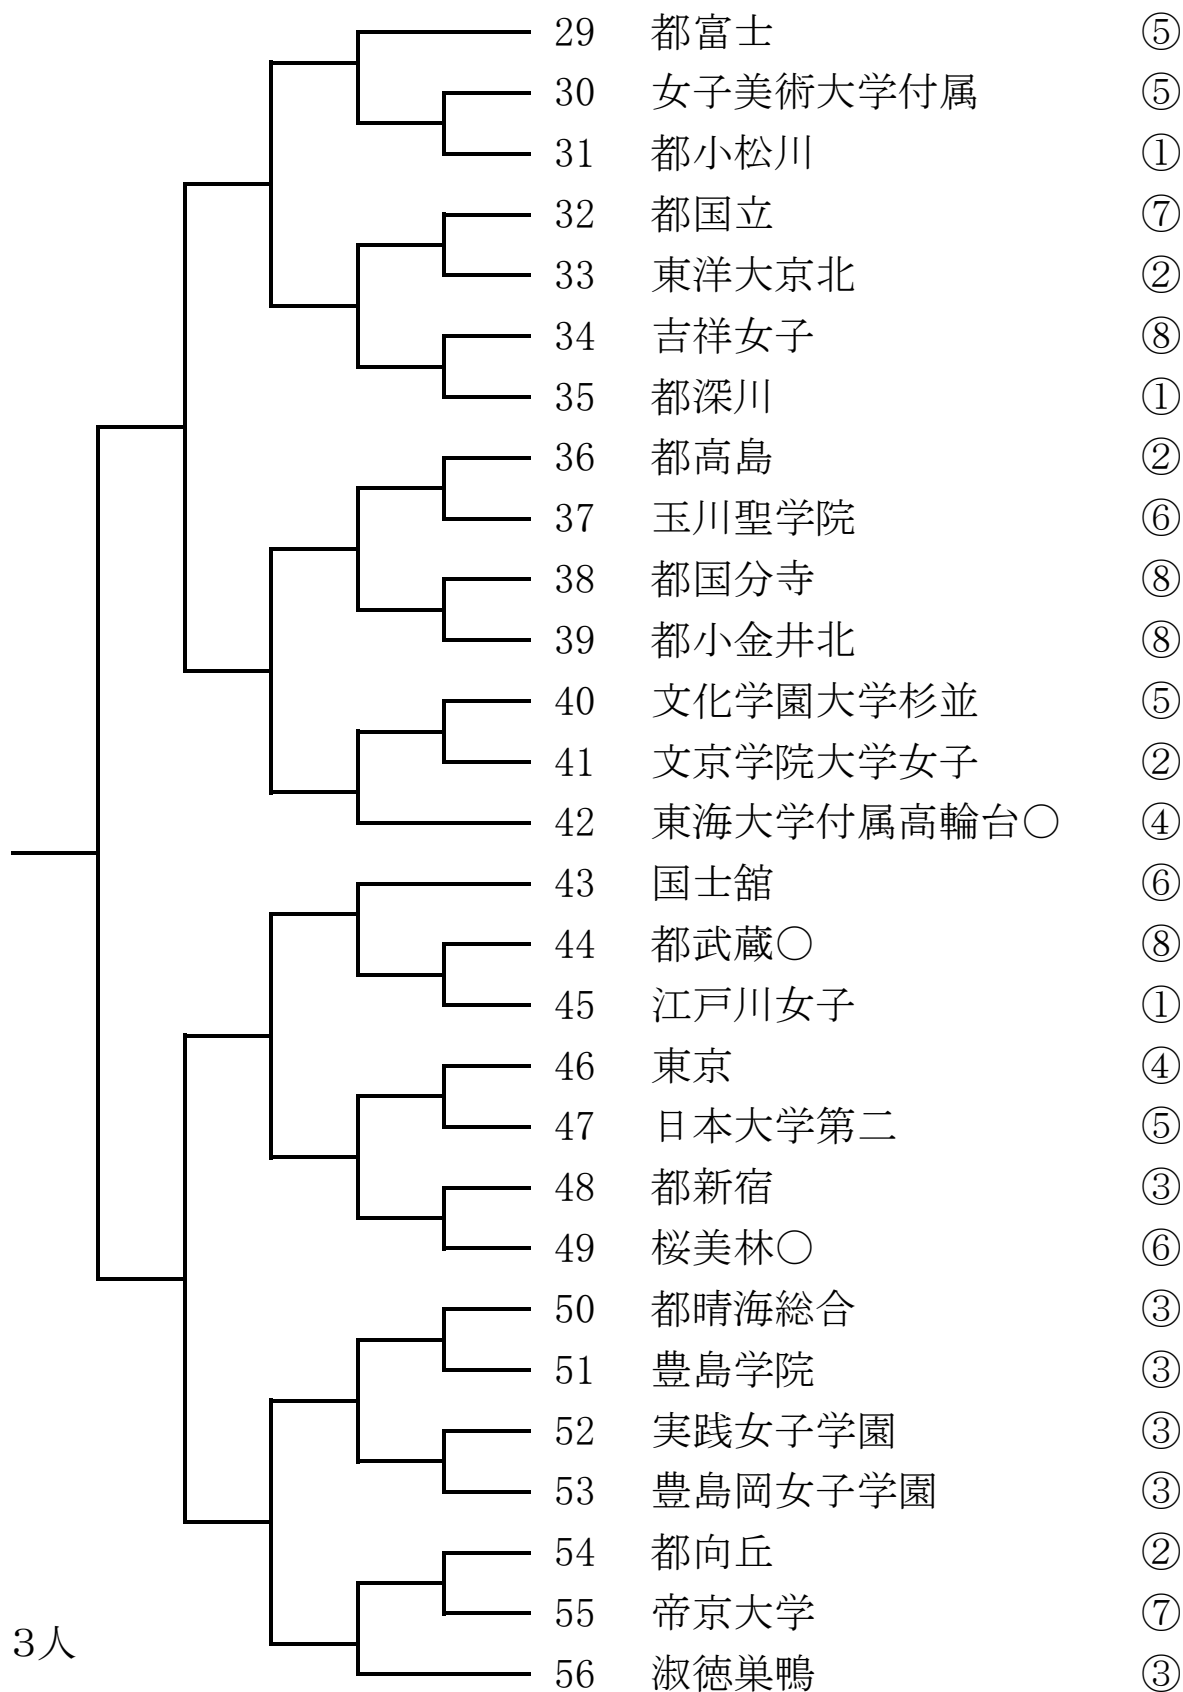 29 都富士 ⑤
30 女子美術大学付属 ⑤
31 都小松川 ①
32 都国立 ⑦
33 東洋大京北 ②
34 吉祥女子 ⑧
35 都深川 ①
36 都高島 ②
37 玉川聖学院 ⑥
38 都国分寺 ⑧
39 都小金井北 ⑧
40 文化学園大学杉並 ⑤
41 文京学院大学女子 ②
42 東海大学付属高輪台○ ④
43 国士舘 ⑥
44 都武蔵○ ⑧
45 江戸川女子 ①
46 東京 ④
47 日本大学第二 ⑤
48 都新宿 ③
49 桜美林○ ⑥
50 都晴海総合 ③
51 豊島学院 ③
52 実践女子学園 ③
53 豊島岡女子学園 ③
54 都向丘 ②
55 帝京大学 ⑦
3人
56 淑徳巣鴨 ③